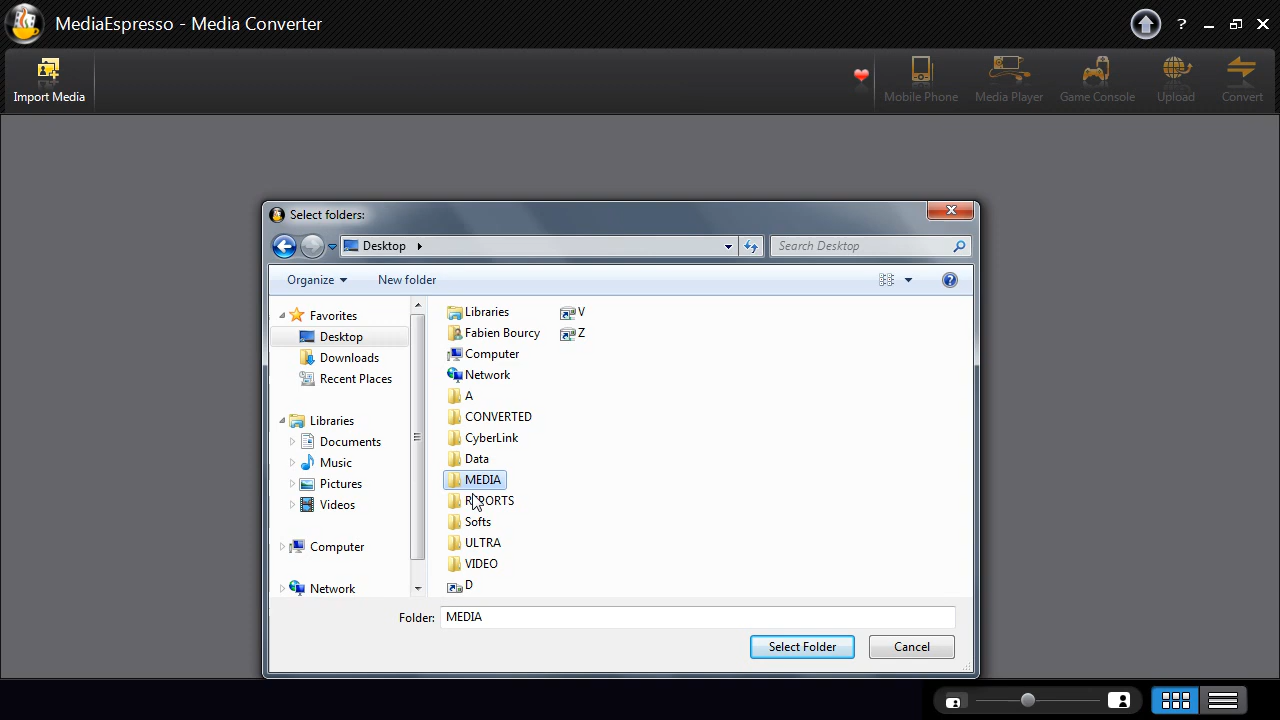 MediaEspresso - Media Converter
?
Import Media
Mobile Phone
Media Player
Game Console
Upload
Convert
Select folders:
Desktop
Search Desktop
Organize
New folder
Favorites
Desktop
Downloads
Recent Places
Libraries
Documents
Music
Pictures
Videos
Computer
Network
Libraries
Fabien Bourcy
Computer
Network
A
CONVERTED
CyberLink
Data
MEDIA
REPORTS
Softs
ULTRA
VIDEO
D
V
Z
Folder: MEDIA
Select Folder
Cancel